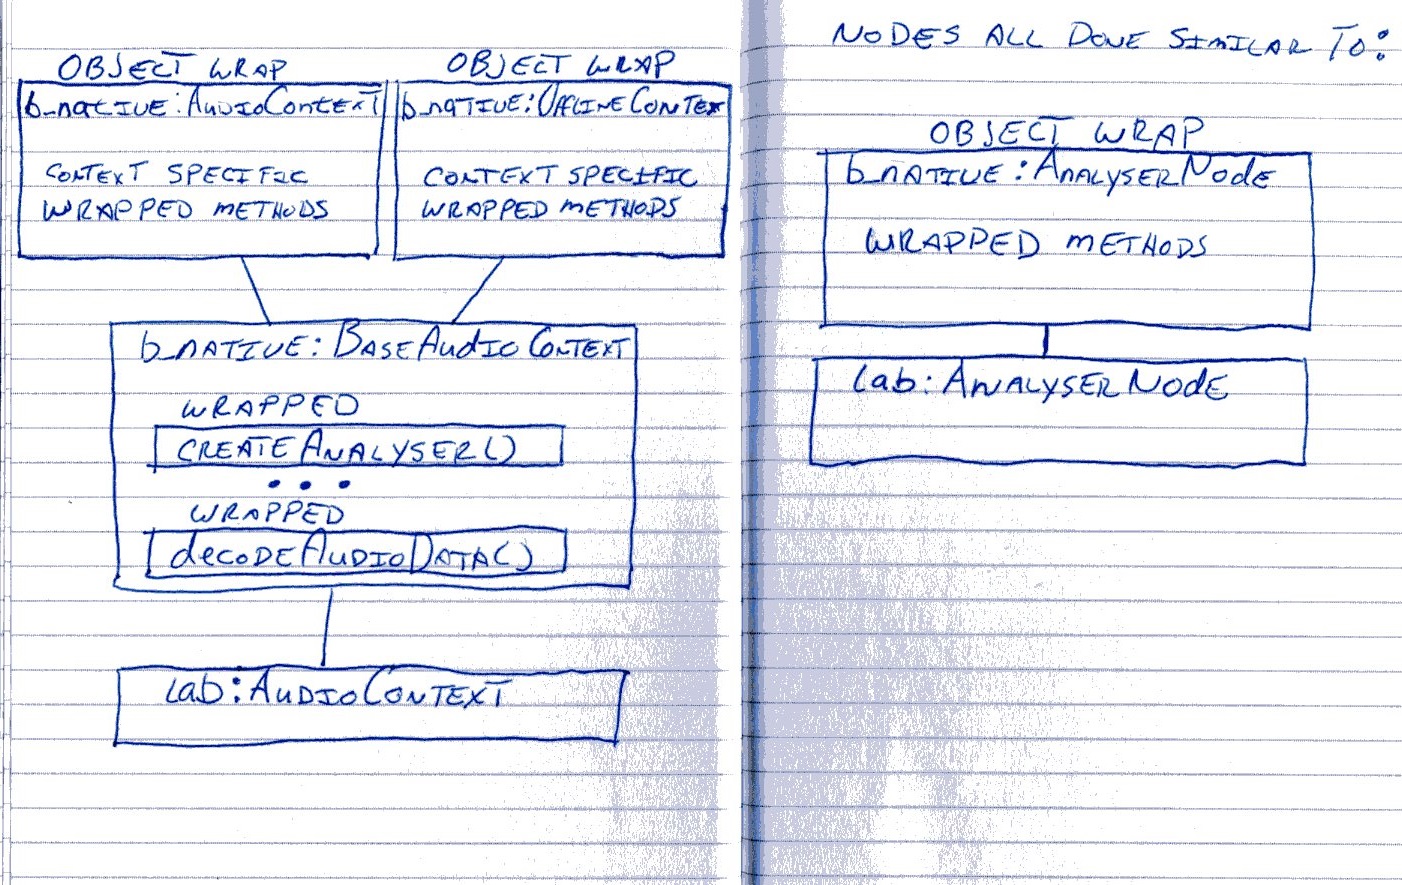 OBJECT WRAP
b_native:AudioContext
CONTEXT SPECIFIC
WRAPPED METHODS
OBJECT WRAP
b_native:OfflineContex
CONTEXT SPECIFIC
WRAPPED METHODS
b_native:BaseAudioContext
WRAPPED
CREATEANALYSER()
• • •
WRAPPED
decodeAudioData()
lab:AudioContext
NODES ALL DONE SIMILAR TO:
OBJECT WRAP
b_native:AnalyserNode
WRAPPED METHODS
lab:AnalyserNode